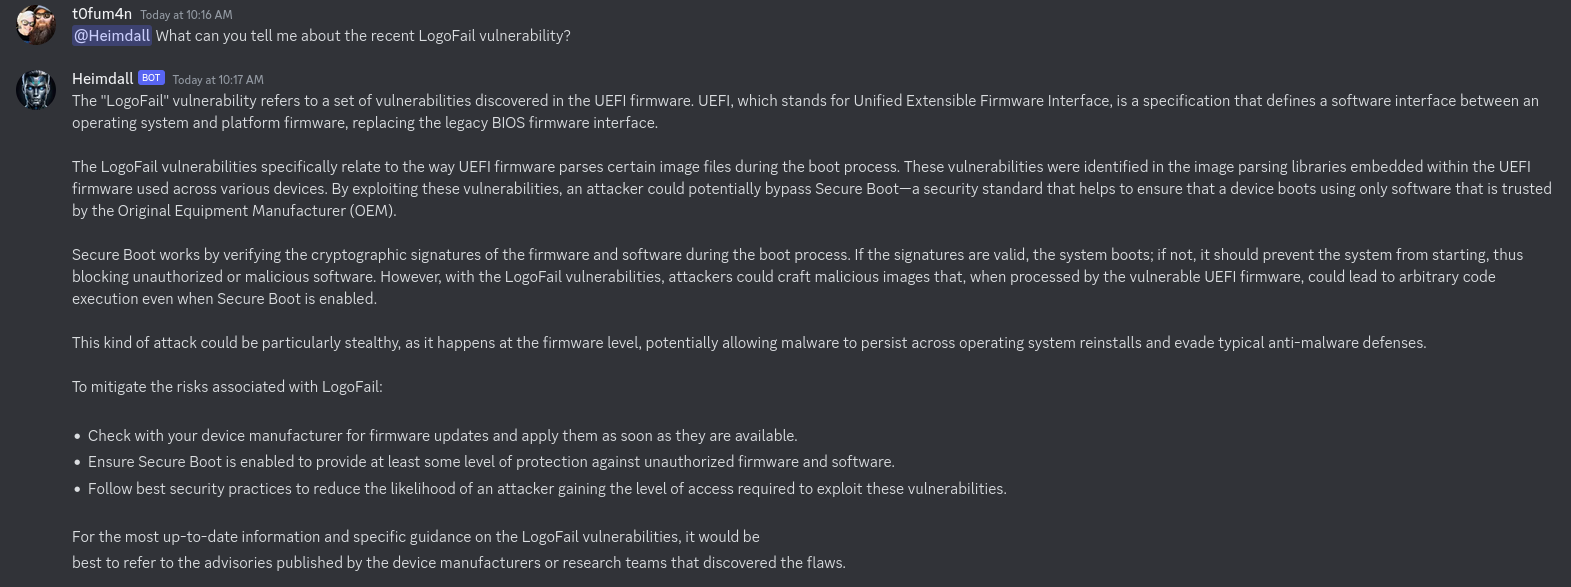 t0fum4n Today at 10:16 AM
@Heimdall What can you tell me about the recent LogoFail vulnerability?
Heimdall BOT Today at 10:17 AM
The "LogoFail" vulnerability refers to a set of vulnerabilities discovered in the UEFI firmware. UEFI, which stands for Unified Extensible Firmware Interface, is a specification that defines a software interface between an
operating system and platform firmware, replacing the legacy BIOS firmware interface.
The LogoFail vulnerabilities specifically relate to the way UEFI firmware parses certain image files during the boot process. These vulnerabilities were identified in the image parsing libraries embedded within the UEFI
firmware used across various devices. By exploiting these vulnerabilities, an attacker could potentially bypass Secure Boot—a security standard that helps to ensure that a device boots using only software that is trusted
by the Original Equipment Manufacturer (OEM).
Secure Boot works by verifying the cryptographic signatures of the firmware and software during the boot process. If the signatures are valid, the system boots; if not, it should prevent the system from starting, thus
blocking unauthorized or malicious software. However, with the LogoFail vulnerabilities, attackers could craft malicious images that, when processed by the vulnerable UEFI firmware, could lead to arbitrary code
execution even when Secure Boot is enabled.
This kind of attack could be particularly stealthy, as it happens at the firmware level, potentially allowing malware to persist across operating system reinstalls and evade typical anti-malware defenses.
To mitigate the risks associated with LogoFail:
• Check with your device manufacturer for firmware updates and apply them as soon as they are available.
• Ensure Secure Boot is enabled to provide at least some level of protection against unauthorized firmware and software.
• Follow best security practices to reduce the likelihood of an attacker gaining the level of access required to exploit these vulnerabilities.
For the most up-to-date information and specific guidance on the LogoFail vulnerabilities, it would be
best to refer to the advisories published by the device manufacturers or research teams that discovered the flaws.